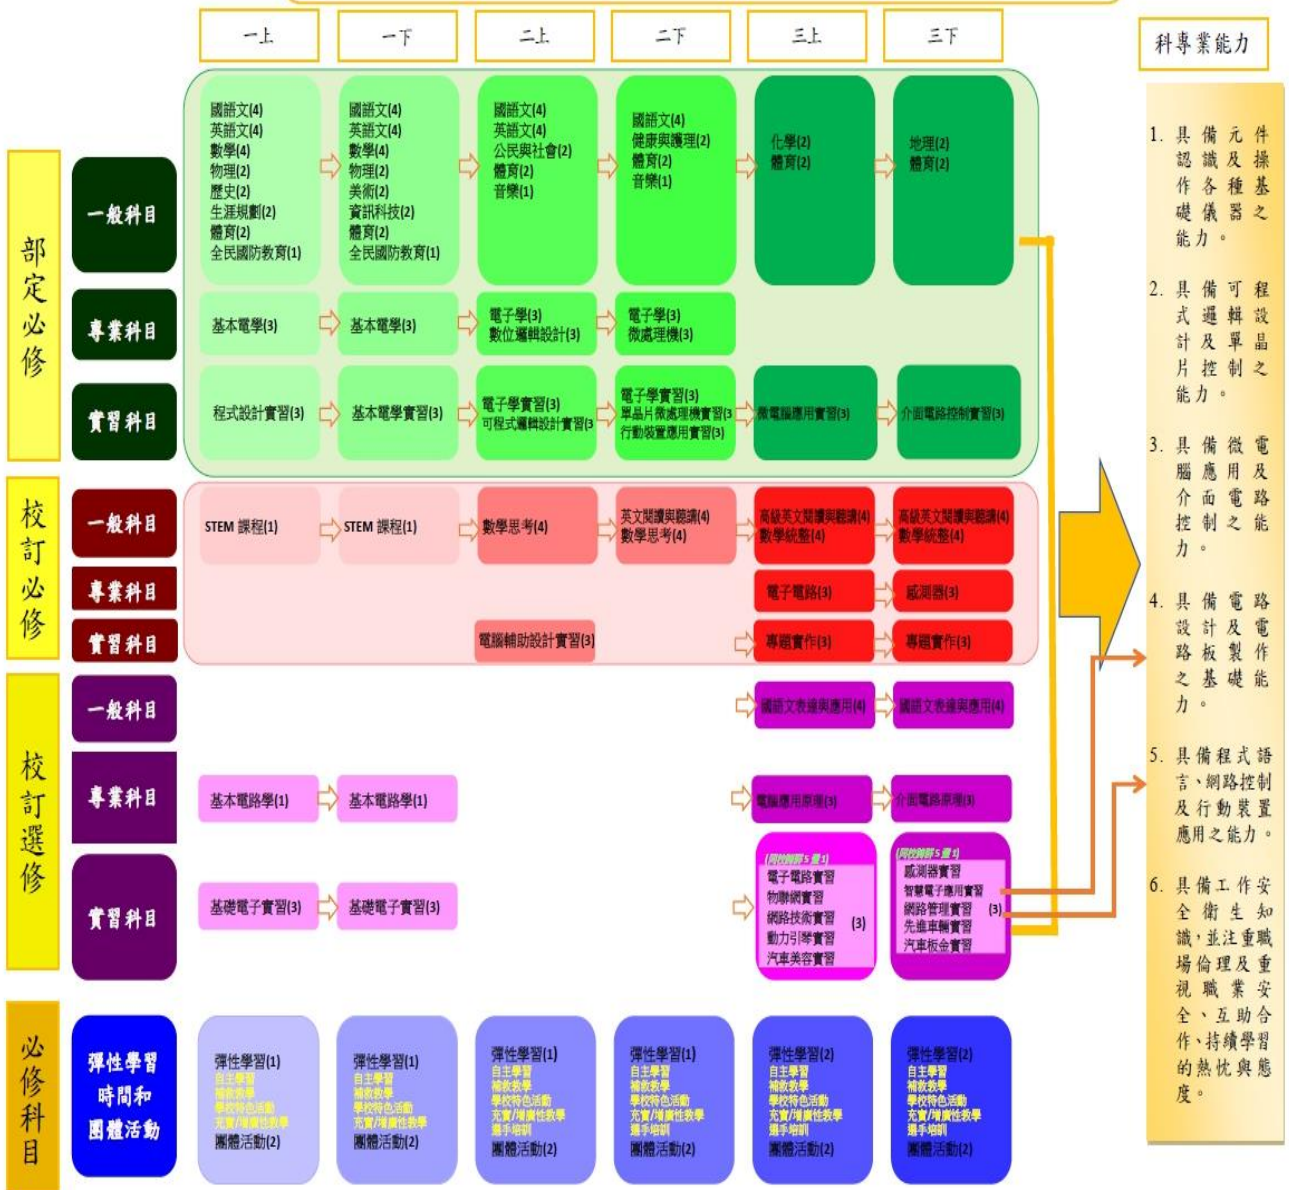 一上
一下
二上
二下
三上
三下
科專業能力
部定必修
一般科目
國語文(4)
英語文(4)
數學(4)
物理(2)
歷史(2)
生涯規劃(2)
體育(2)
全民國防教育(1)
國語文(4)
英語文(4)
數學(4)
物理(2)
美術(2)
資訊科技(2)
體育(2)
全民國防教育(1)
國語文(4)
英語文(4)
公民與社會(2)
體育(2)
音樂(1)
國語文(4)
健康與護理(2)
體育(2)
音樂(1)
化學(2)
體育(2)
地理(2)
體育(2)
專業科目
基本電學(3)
基本電學(3)
電子學(3)
數位邏輯設計(3)
電子學(3)
微處理機(3)
實習科目
程式設計實習(3)
基本電學實習(3)
電子學實習(3)
可程式邏輯設計實習(3
電子學實習(3)
單晶片微處理機實習(3
行動裝置應用實習(3)
微電腦應用實習(3)
介面電路控制實習(3)
校訂必修
一般科目
STEM 課程(1)
STEM 課程(1)
數學思考(4)
英文閱讀與聽講(4)
數學思考(4)
高級英文閱讀與聽講(4)
數學統整(4)
高級英文閱讀與聽講(4)
數學統整(4)
專業科目
電子電路(3)
感測器(3)
實習科目
電腦輔助設計實習(3)
專題實作(3)
專題實作(3)
校訂選修
一般科目
國語文表達與應用(4)
國語文表達與應用(4)
專業科目
基本電路學(1)
基本電路學(1)
電腦應用原理(3)
介面電路原理(3)
實習科目
基礎電子實習(3)
基礎電子實習(3)
(同校跨群 5 選 1)
電子電路實習
物聯網實習
網路技術實習
動力引擎實習
汽車美容實習
(3)
(同校跨群 5 選 1)
感測器實習
智慧電子應用實習
網路管理實習
先進車輛實習
汽車板金實習
(3)
必修科目
彈性學習
時間和
團體活動
彈性學習(1)
自主學習
補救教學
學校特色活動
充實/增廣性教學
團體活動(2)
彈性學習(1)
自主學習
補救教學
學校特色活動
充實/增廣性教學
團體活動(2)
彈性學習(1)
自主學習
補救教學
學校特色活動
充實/增廣性教學
選手培訓
團體活動(2)
彈性學習(1)
自主學習
補救教學
學校特色活動
充實/增廣性教學
選手培訓
團體活動(2)
彈性學習(2)
自主學習
補救教學
學校特色活動
充實/增廣性教學
選手培訓
團體活動(2)
彈性學習(2)
自主學習
補救教學
學校特色活動
充實/增廣性教學
選手培訓
團體活動(2)
1. 具備元件
認識及操
作各種基
礎儀器之
能力。
2. 具備可程
式邏輯設
計及單晶
片控制之
能力。
3. 具備微電
腦應用及
介面電路
控制之能
力。
4. 具備電路
設計及電
路板製作
之基礎能
力。
5. 具備程式語
言、網路控制
及行動裝置
應用之能力。
6. 具備工作安
全衛生知
識,並注重職
場倫理及重
視職業安
全、互助合
作、持續學習
的熱忱與態
度。